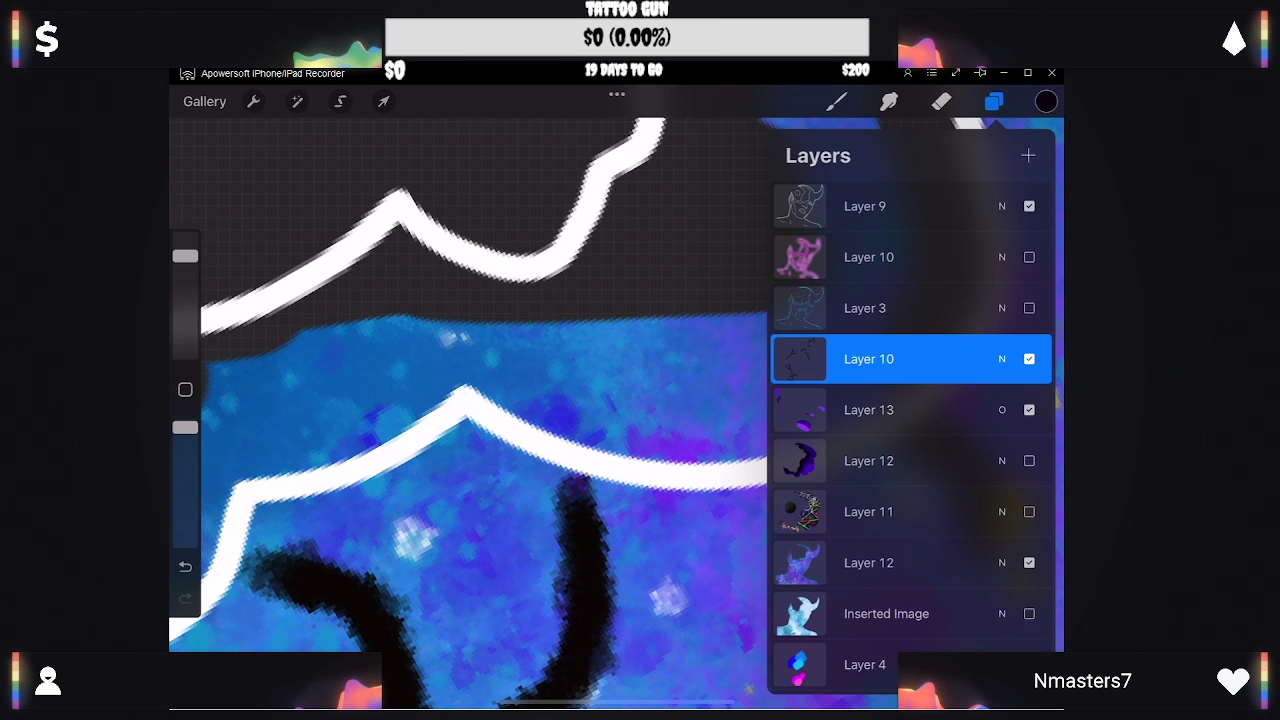 TATTOO GUN
$0 (0.00%)
$0
19 DAYS TO GO
$200
$
Apowersoft iPhone/iPad Recorder
Gallery
Layers
Layer 9 N
Layer 10 N
Layer 3 N
Layer 10 N
Layer 13 O
Layer 12 N
Layer 11 N
Layer 12 N
Inserted Image N
Layer 4
Nmasters7